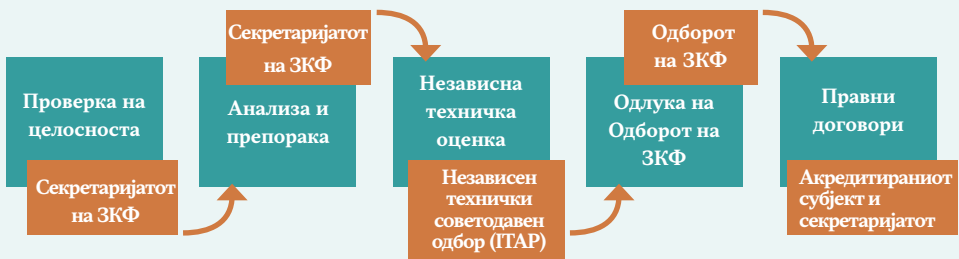 Проверка на
целосноста
Секретаријатот
на ЗКФ
Секретаријатот
на ЗКФ
Анализа и
препорака
Независна
техничка
оценка
Независен
технички
советодавен
одбор (ITAP)
Одборот
на ЗКФ
Одлука на
Одборот на
ЗКФ
Правни
договори
Акредитираниот
субјект и
секретаријатот